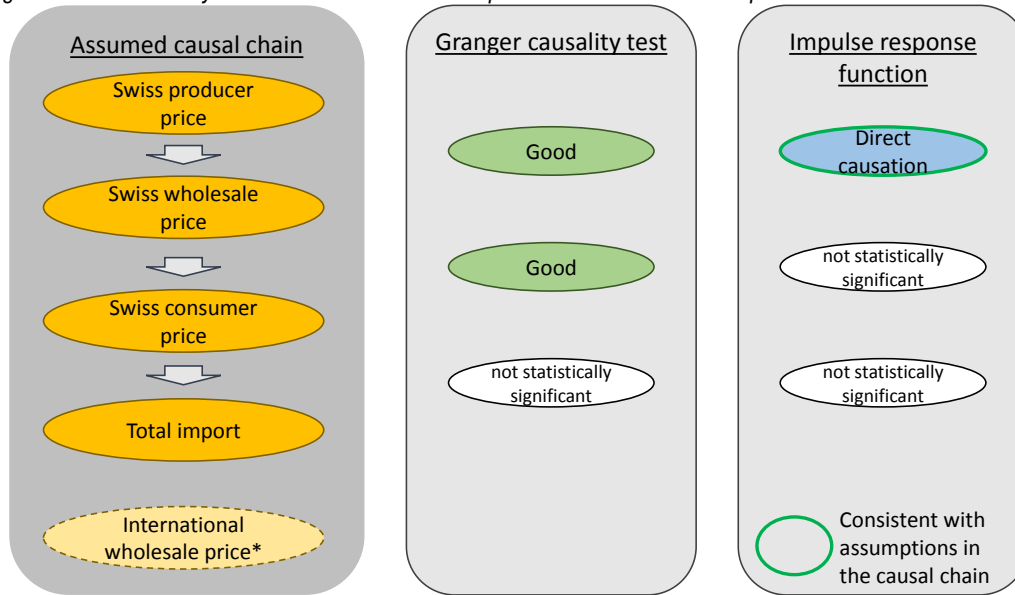 Assumed causal chain
Swiss producer
price
Swiss wholesale
price
Swiss consumer
price
Total import
International
wholesale price*
Granger causality test
Good
Good
not statistically
significant
Impulse response
function
Direct
causation
not statistically
significant
not statistically
significant
Consistent with
assumptions in
the causal chain